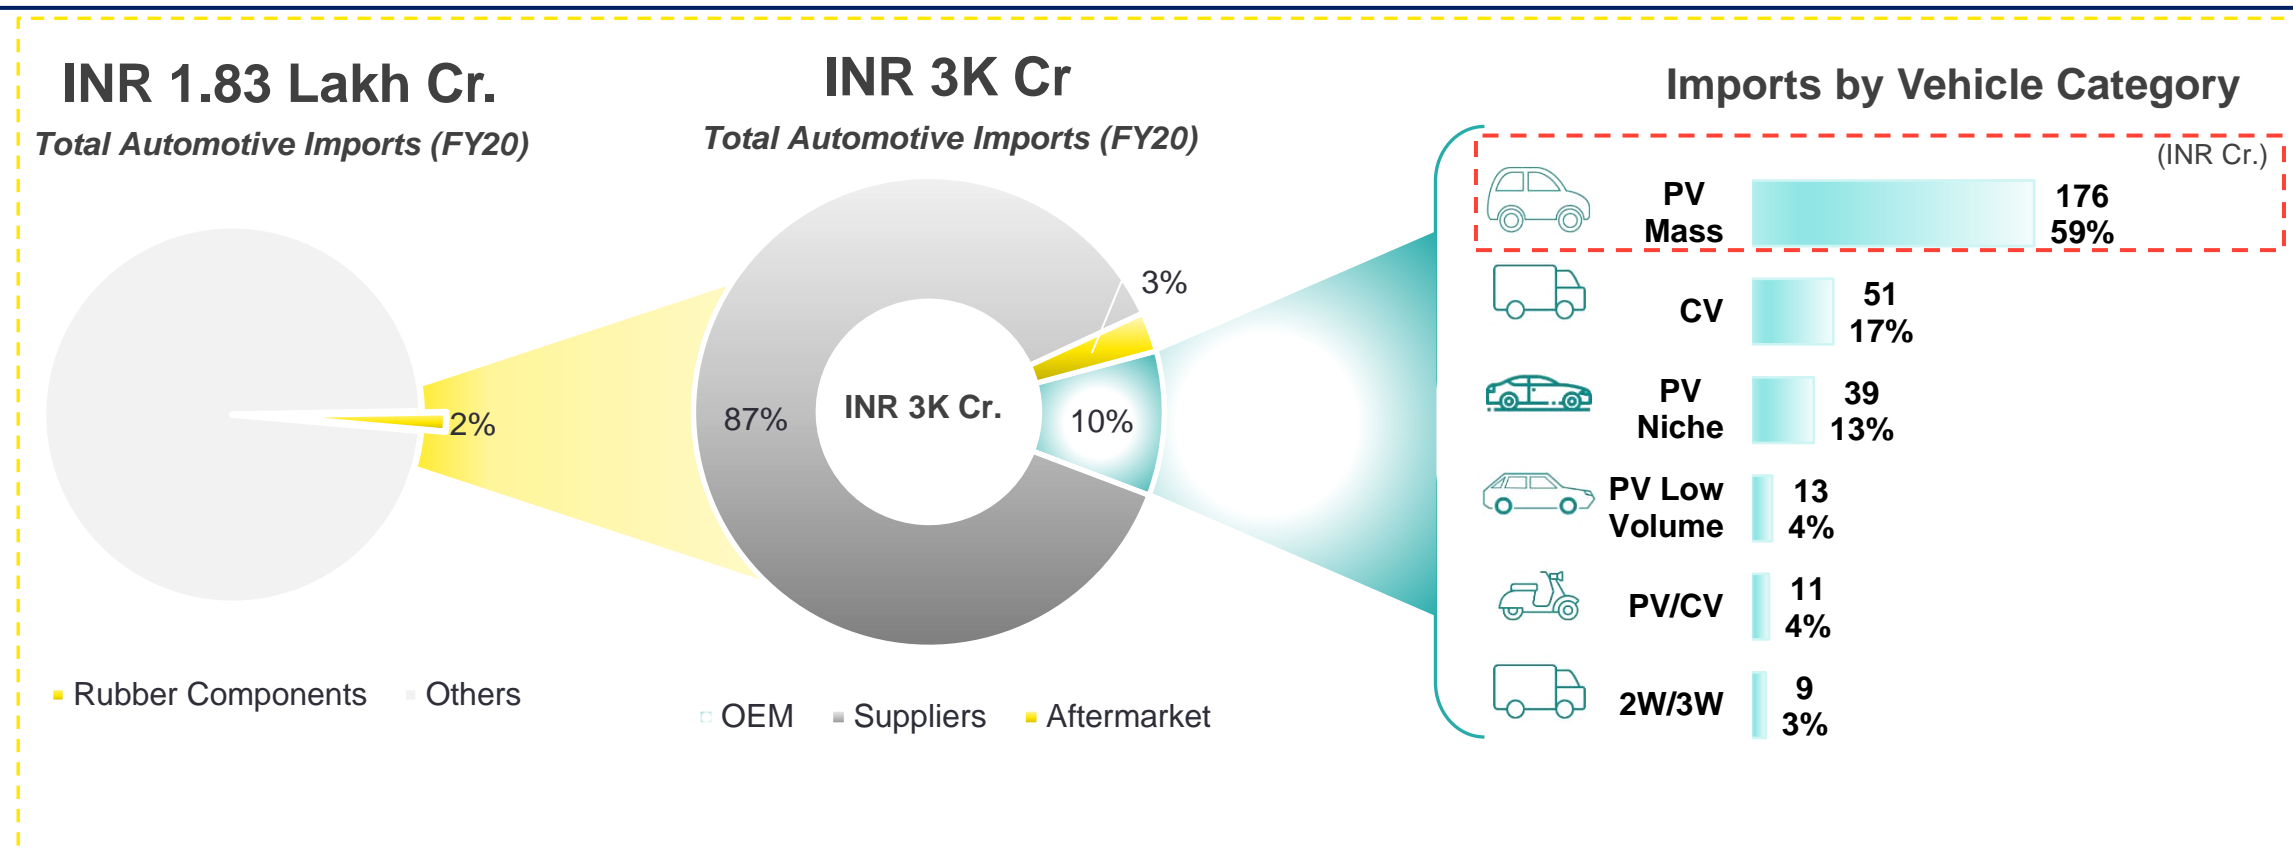 INR 1.83 Lakh Cr.
Total Automotive Imports (FY20)
2%
Rubber Components
Others
INR 3K Cr
Total Automotive Imports (FY20)
3%
87%
INR 3K Cr.
10%
OEM
Suppliers
Aftermarket
Imports by Vehicle Category
(INR Cr.)
PV
Mass
176
59%
CV
51
17%
PV
Niche
39
13%
PV Low
Volume
13
4%
PV/CV
11
4%
2W/3W
9
3%